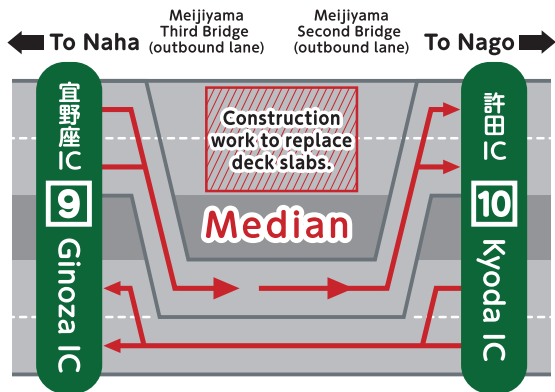 To Naha
Meijiyama
Third Bridge
(outbound lane)
Meijiyama
Second Bridge
(outbound lane)
To Nago
宜野座IC
9
Ginoza IC
Construction
work to replace
deck slabs.
Median
許田IC
10
Kyoda IC